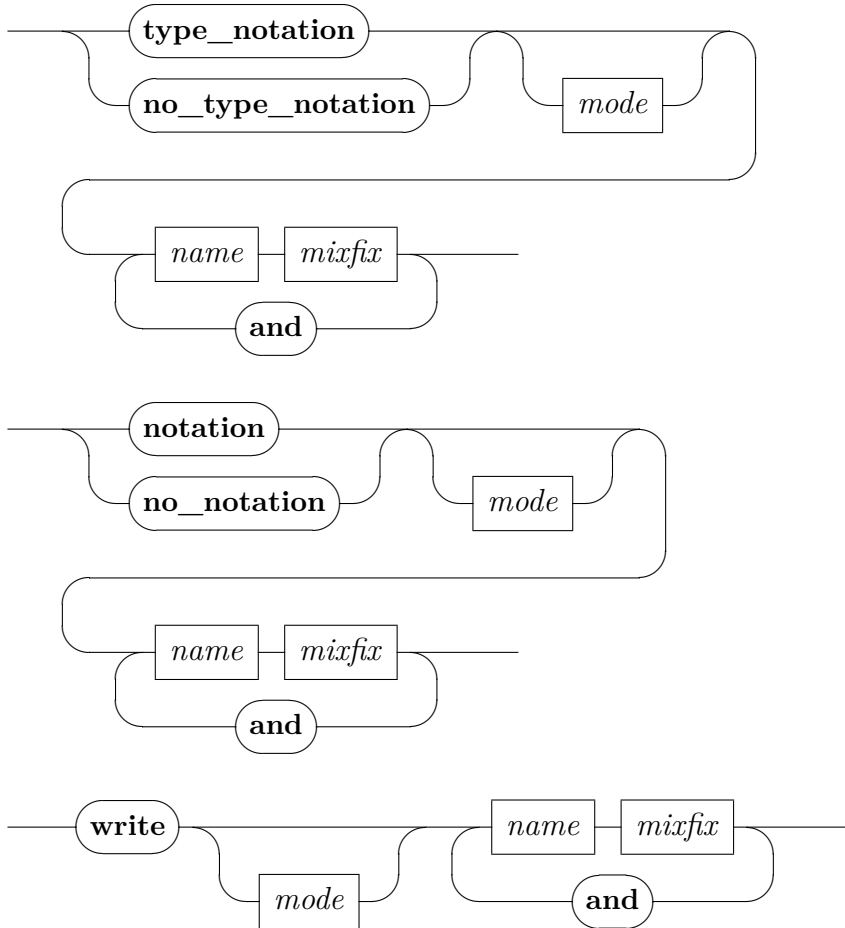 type_notation
no_type_notation mode
name mixfix
and
notation
no_notation mode
name mixfix
and
write name mixfix
mode and